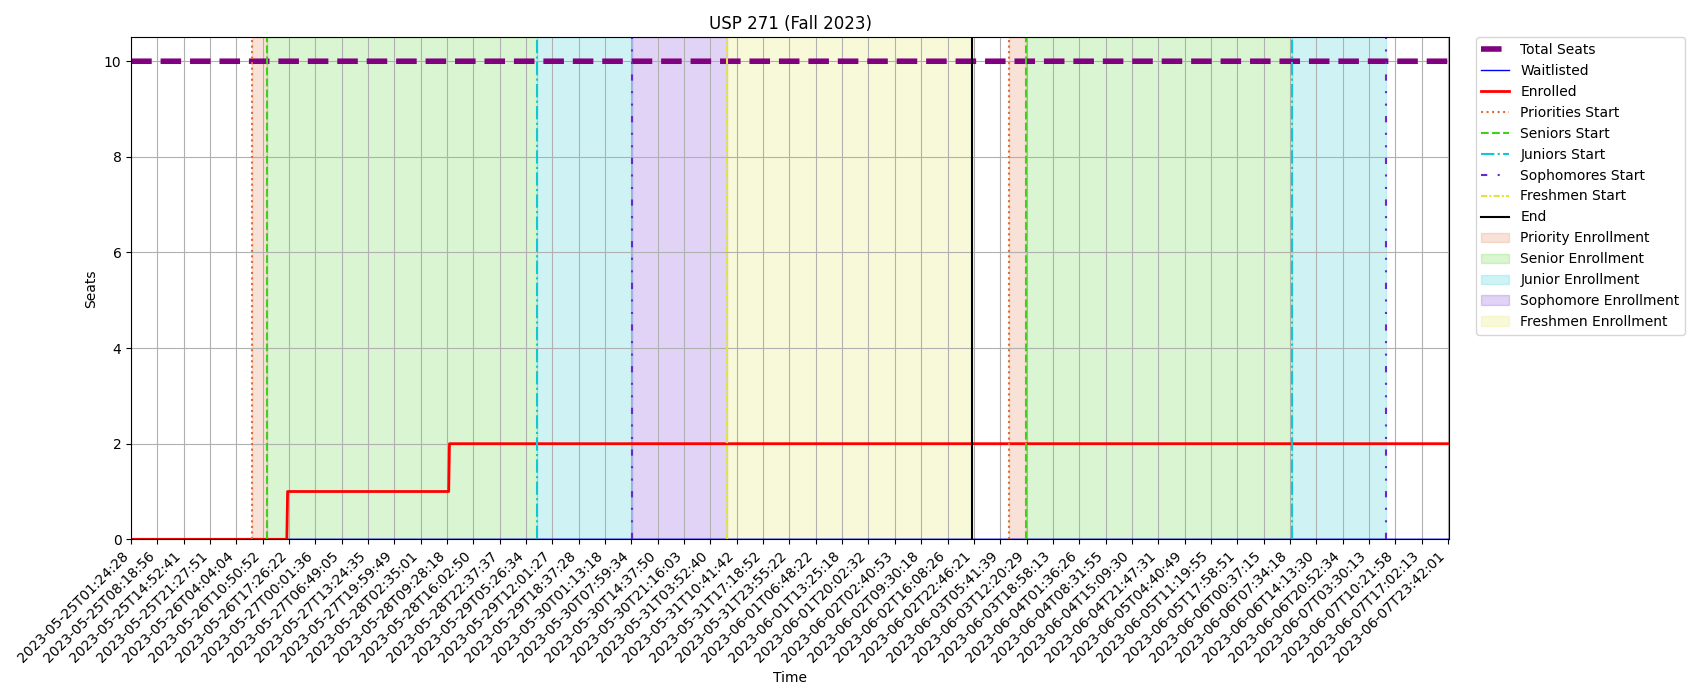 USP 271 (Fall 2023)
10
8
6
4
2
0
Seats
2023-05-25T01:24:28
2023-05-25T08:18:56
2023-05-25T14:52:41
2023-05-25T21:27:51
2023-05-26T04:04:04
2023-05-26T10:50:52
2023-05-26T17:26:22
2023-05-27T00:01:36
2023-05-27T06:49:05
2023-05-27T13:24:35
2023-05-27T19:59:49
2023-05-28T02:35:01
2023-05-28T09:28:18
2023-05-28T16:02:50
2023-05-28T22:37:37
2023-05-29T05:26:34
2023-05-29T12:01:27
2023-05-29T18:37:28
2023-05-30T01:13:18
2023-05-30T07:59:34
2023-05-30T14:37:50
2023-05-30T21:16:03
2023-05-31T03:52:40
2023-05-31T10:41:42
2023-05-31T17:18:52
2023-05-31T23:55:22
2023-06-01T06:48:22
2023-06-01T13:25:18
2023-06-01T20:02:32
2023-06-02T02:40:53
2023-06-02T09:30:18
2023-06-02T16:08:26
2023-06-02T22:46:21
2023-06-03T05:41:39
2023-06-03T12:20:29
2023-06-03T18:58:13
2023-06-04T01:36:26
2023-06-04T08:31:55
2023-06-04T15:09:30
2023-06-04T21:47:31
2023-06-05T04:40:49
2023-06-05T11:19:55
2023-06-05T17:58:51
2023-06-06T00:37:15
2023-06-06T07:34:18
2023-06-06T14:13:30
2023-06-06T20:52:34
2023-06-07T03:30:13
2023-06-07T10:21:58
2023-06-07T17:02:13
2023-06-07T23:42:01
Time
Total Seats
Waitlisted
Enrolled
Priorities Start
Seniors Start
Juniors Start
Sophomores Start
Freshmen Start
End
Priority Enrollment
Senior Enrollment
Junior Enrollment
Sophomore Enrollment
Freshmen Enrollment